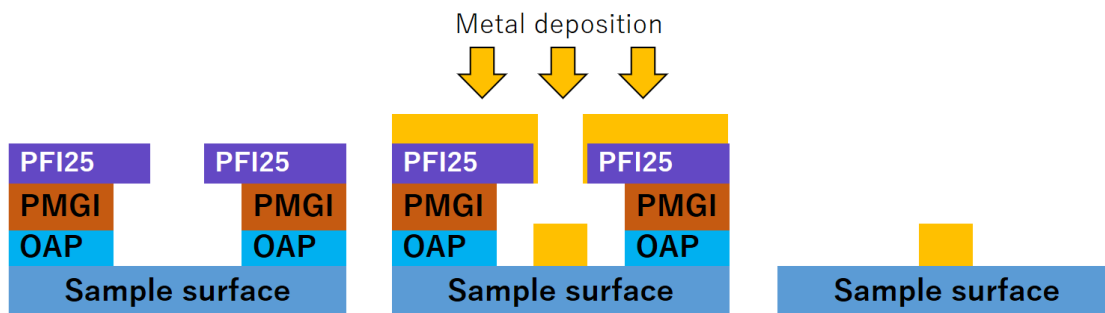 Metal deposition
PFI25 PFI25 PFI25 PFI25
PMGI PMGI PMGI PMGI
OAP OAP OAP OAP
Sample surface Sample surface Sample surface